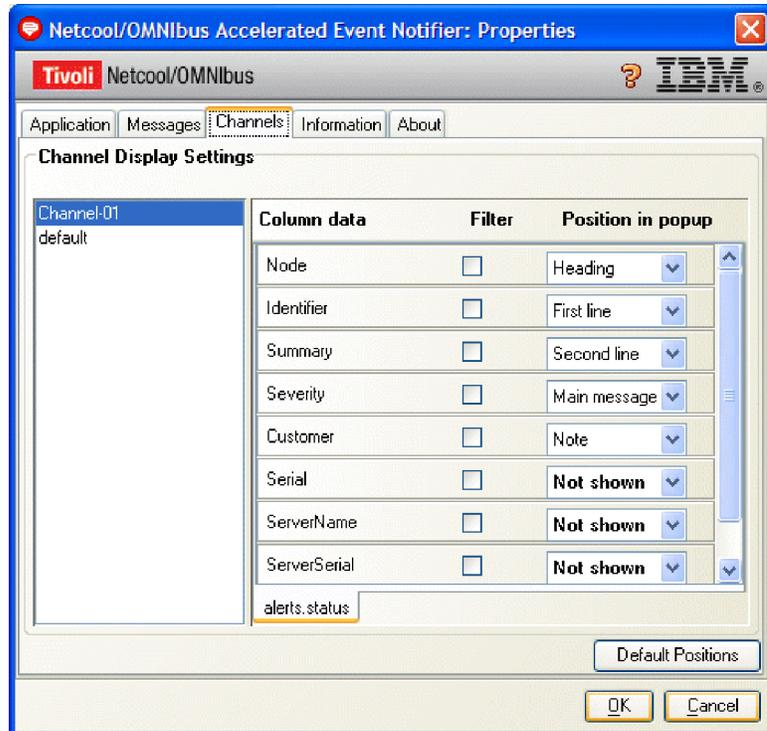 Netcool/OMNIbus Accelerated Event Notifier: Properties
Tivoli Netcool/OMNIbus ? IBM®
Application Messages Channels Information About
Channel Display Settings
Channel-01
default
Column data Filter Position in popup
Node Heading
Identifier First line
Summary Second line
Severity Main message
Customer Note
Serial Not shown
ServerName Not shown
ServerSerial Not shown
alerts.status
Default Positions
OK Cancel